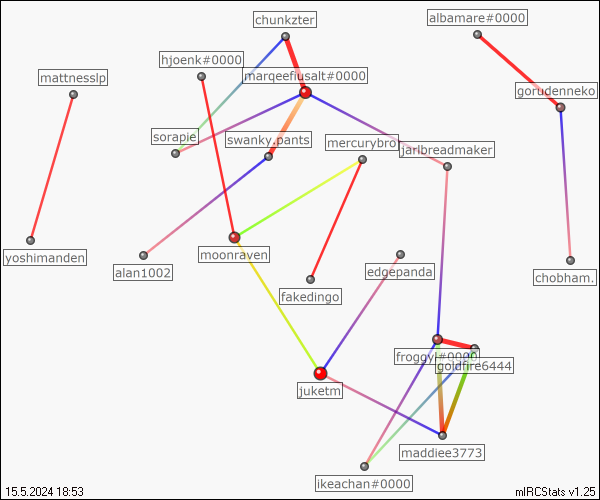 chunkzter
albamare#0000
hjoenk#0000
marqeefiusalt#0000
mattnesslp
gorudenneko
sorapie
swanky.pants
mercurybro
jarlbreadmaker
yoshimanden
moonraven
alan1002
edgepanda
chobham.
fakedingo
froggyl#0000
goldfire6444
juketm
maddiee3773
ikeachan#0000
15.5.2024 18:53
mIRCStats v1.25